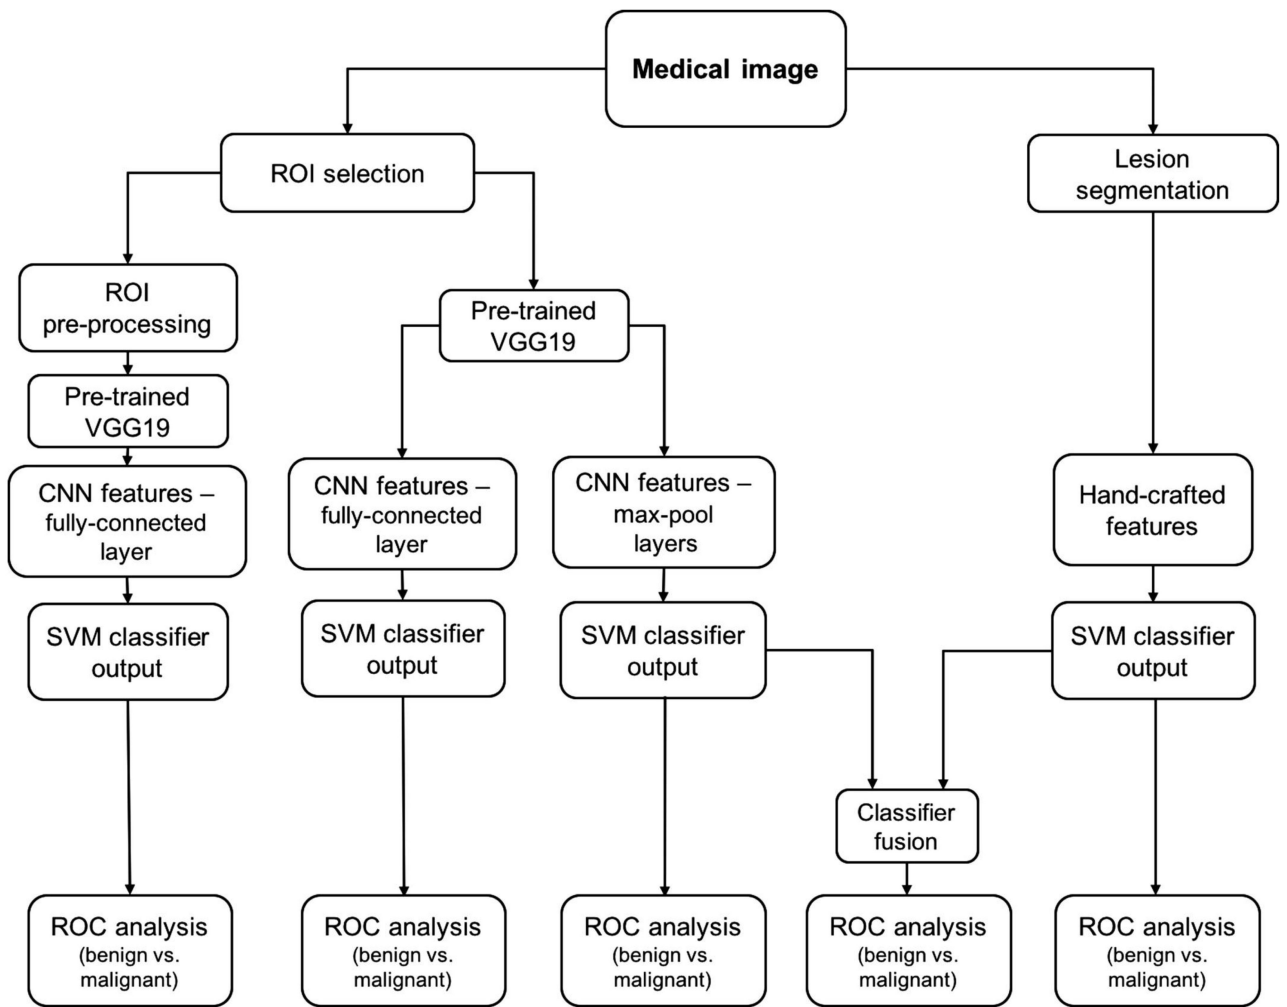 Medical image
ROI selection
Lesion
segmentation
ROI
pre-processing
Pre-trained
VGG19
Pre-trained
VGG19
CNN features –
fully-connected
layer
CNN features –
fully-connected
layer
CNN features –
max-pool
layers
Hand-crafted
features
SVM classifier
output
SVM classifier
output
SVM classifier
output
SVM classifier
output
Classifier
fusion
ROC analysis
(benign vs.
malignant)
ROC analysis
(benign vs.
malignant)
ROC analysis
(benign vs.
malignant)
ROC analysis
(benign vs.
malignant)
ROC analysis
(benign vs.
malignant)